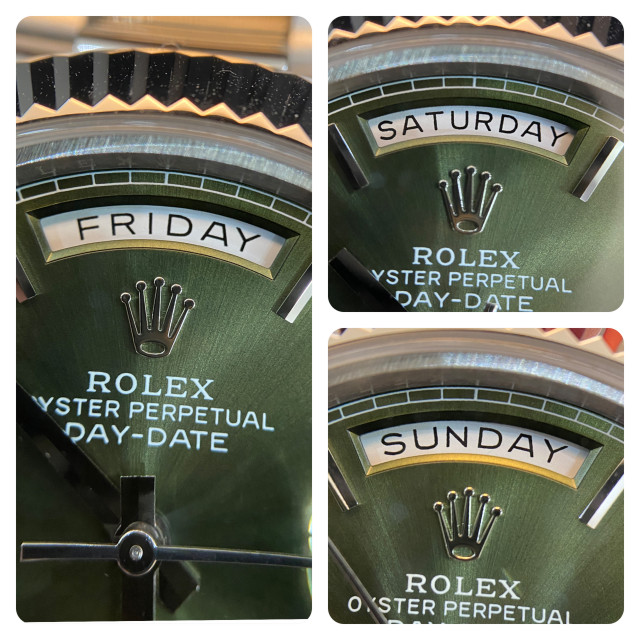 FRIDAY
ROLEX
OYSTER PERPETUAL
DAY-DATE
SATURDAY
ROLEX
OYSTER PERPETUAL
DAY-DATE
SUNDAY
ROLEX
OYSTER PERPETUAL